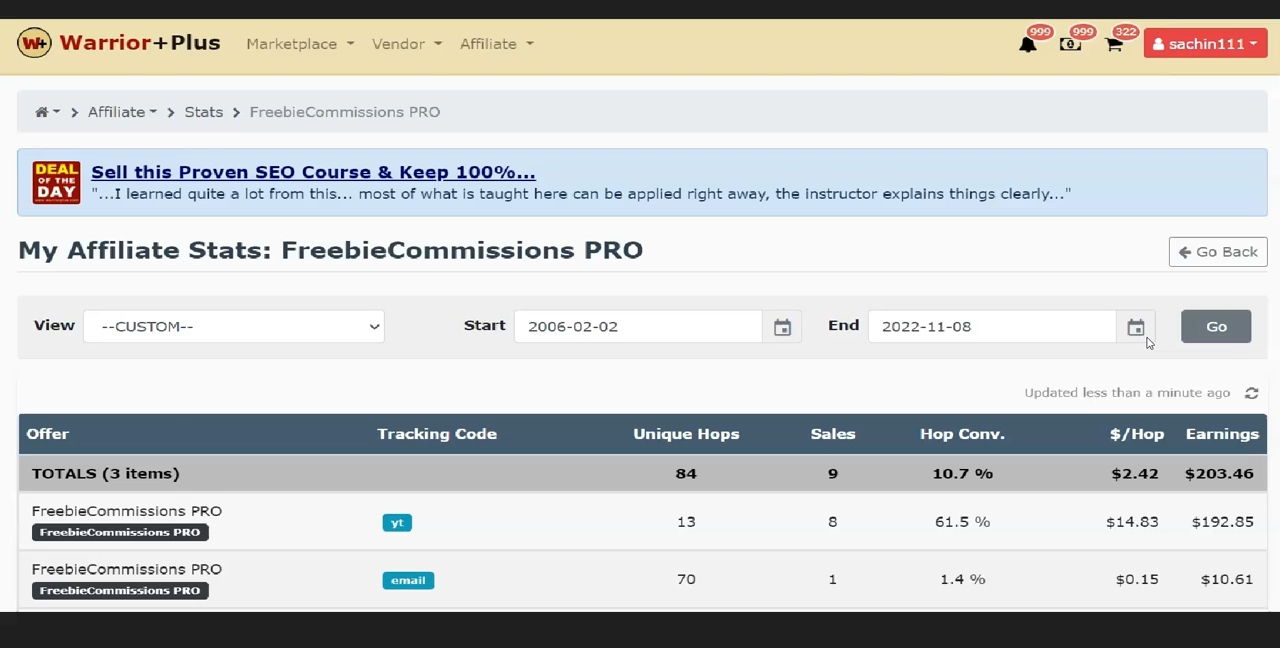 W+ Warrior+Plus Marketplace Vendor Affiliate 999 999 322 sachin111
Affiliate Stats FreebieCommissions PRO
DEAL OF THE DAY
Sell this Proven SEO Course & Keep 100%...
"...I learned quite a lot from this... most of what is taught here can be applied right away, the instructor explains things clearly..."
My Affiliate Stats: FreebieCommissions PRO Go Back
View --CUSTOM-- Start 2006-02-02 End 2022-11-08 Go
Updated less than a minute ago
Offer Tracking Code Unique Hops Sales Hop Conv. $/Hop Earnings
TOTALS (3 items) 84 9 10.7 % $2.42 $203.46
FreebieCommissions PRO
FreebieCommissions PRO yt 13 8 61.5 % $14.83 $192.85
FreebieCommissions PRO
FreebieCommissions PRO email 70 1 1.4 % $0.15 $10.61